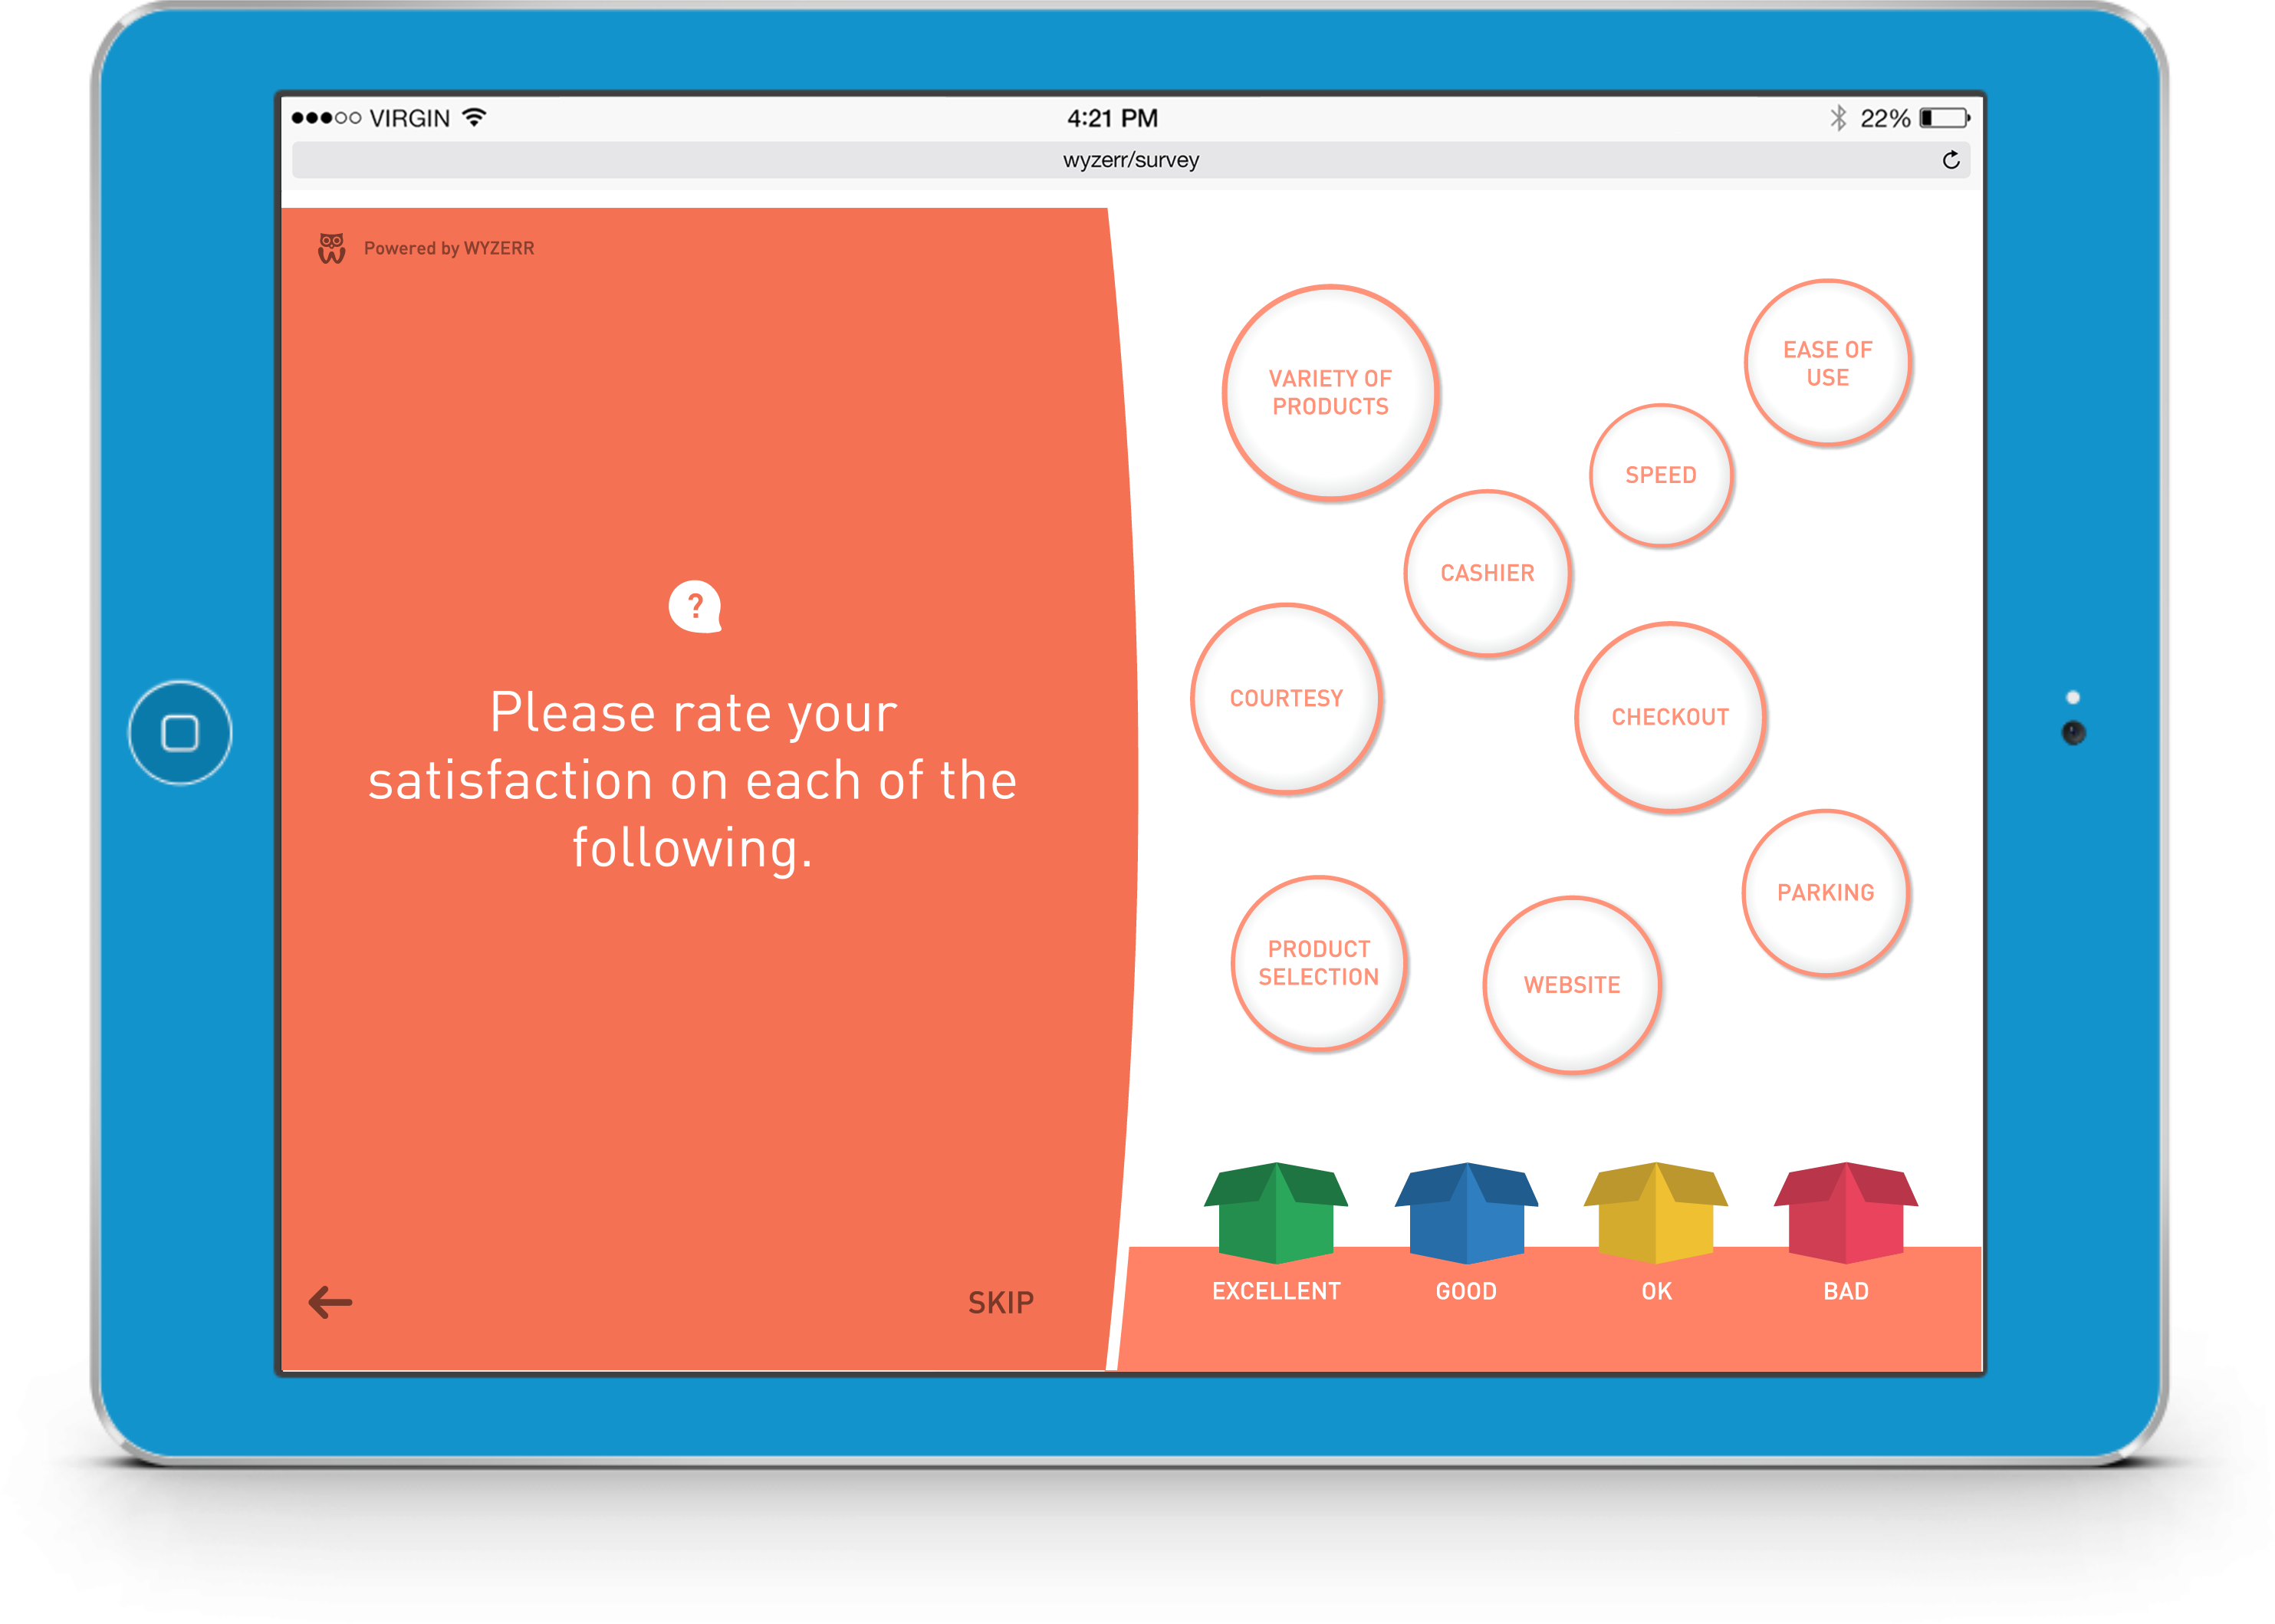 VIRGIN
4:21 PM
22%
wyzerr/survey
Powered by WYZERR
?
Please rate your
satisfaction on each of the
following.
SKIP
VARIETY OF
PRODUCTS
EASE OF
USE
SPEED
CASHIER
COURTESY
CHECKOUT
PARKING
PRODUCT
SELECTION
WEBSITE
EXCELLENT
GOOD
OK
BAD